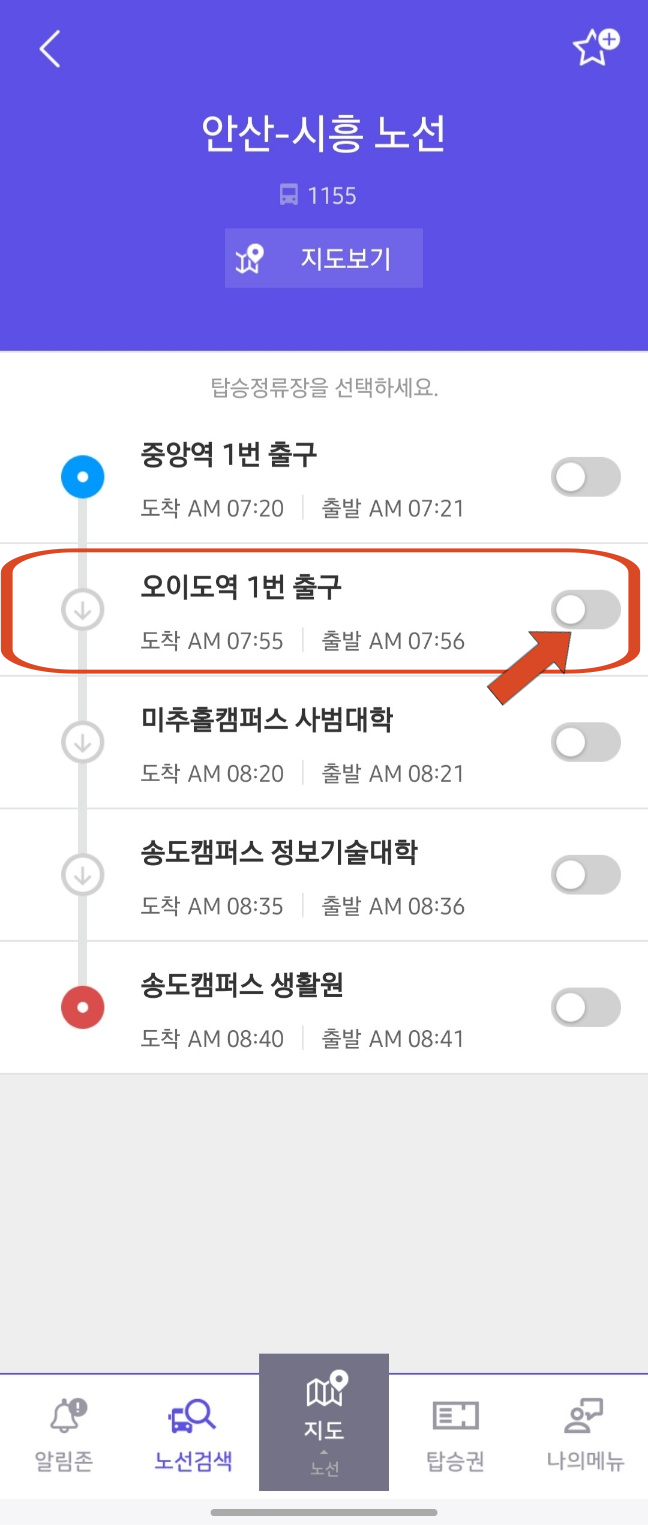 안산-시흥 노선
1155
지도보기
탑승정류장을 선택하세요.
중앙역 1번 출구
도착 AM 07:20 출발 AM 07:21
오이도역 1번 출구
도착 AM 07:55 출발 AM 07:56
미추홀캠퍼스 사범대학
도착 AM 08:20 출발 AM 08:21
송도캠퍼스 정보기술대학
도착 AM 08:35 출발 AM 08:36
송도캠퍼스 생활원
도착 AM 08:40 출발 AM 08:41
알림존
노선검색
지도
노선
탑승권
나의메뉴